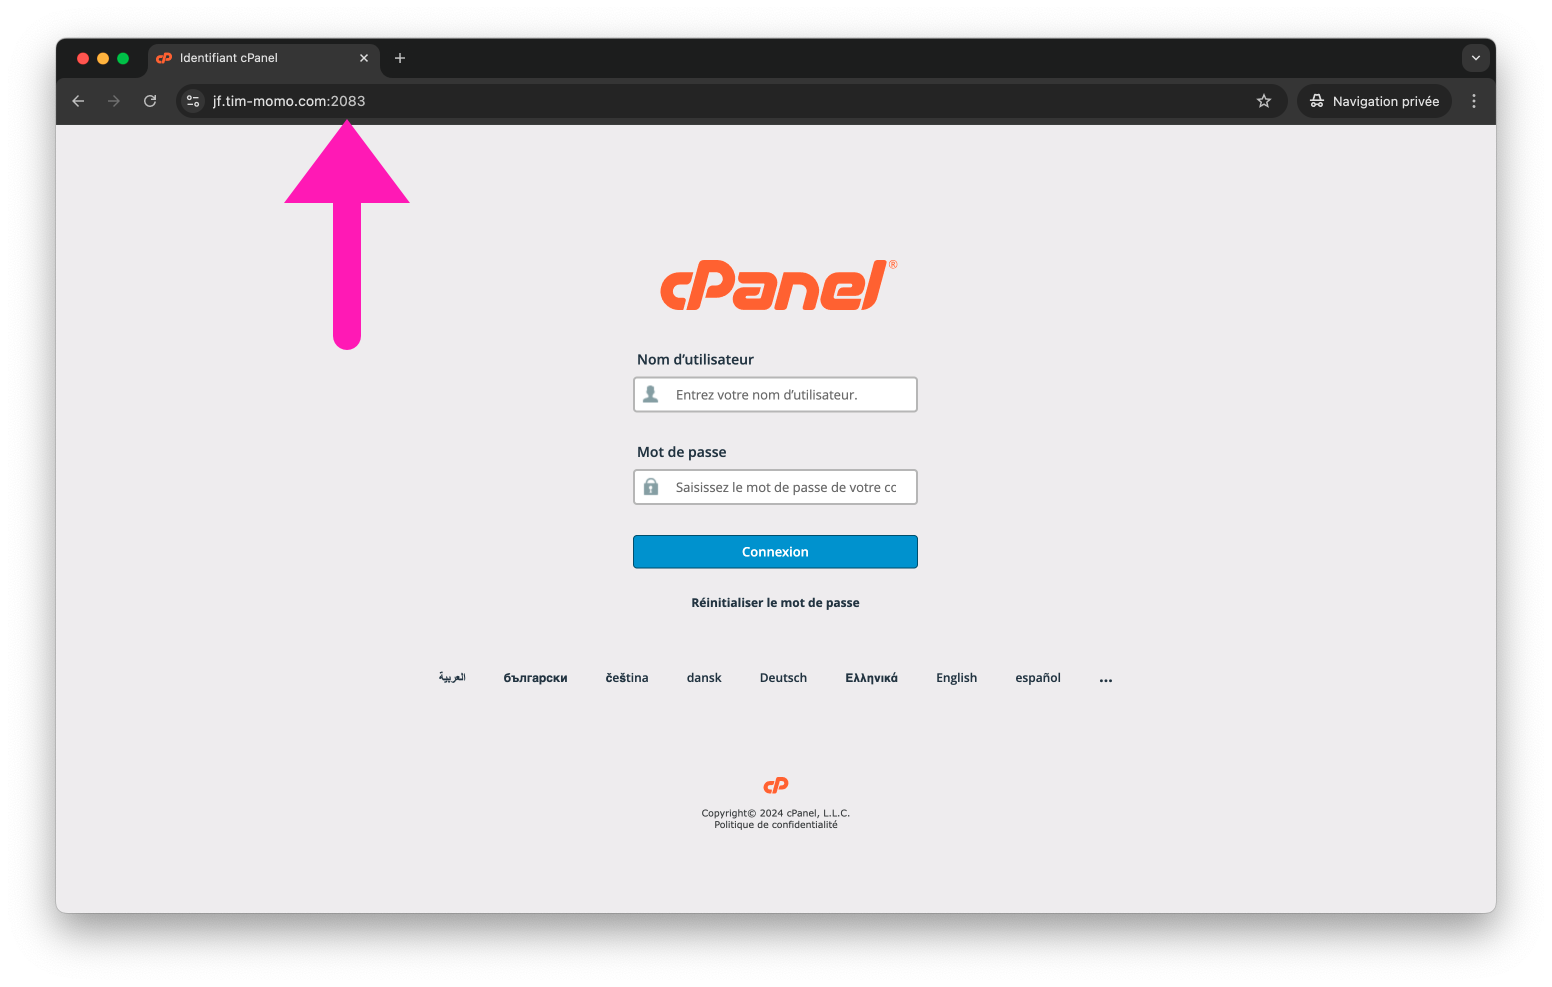 Identifiant cPanel
jf.tim-momo.com:2083
Navigation privée
cPanel®
Nom d’utilisateur
Entrez votre nom d’utilisateur.
Mot de passe
Saisissez le mot de passe de votre cc
Connexion
Réinitialiser le mot de passe
العربية български čeština dansk Deutsch Ελληνικά English español ...
cP
Copyright© 2024 cPanel, L.L.C.
Politique de confidentialité